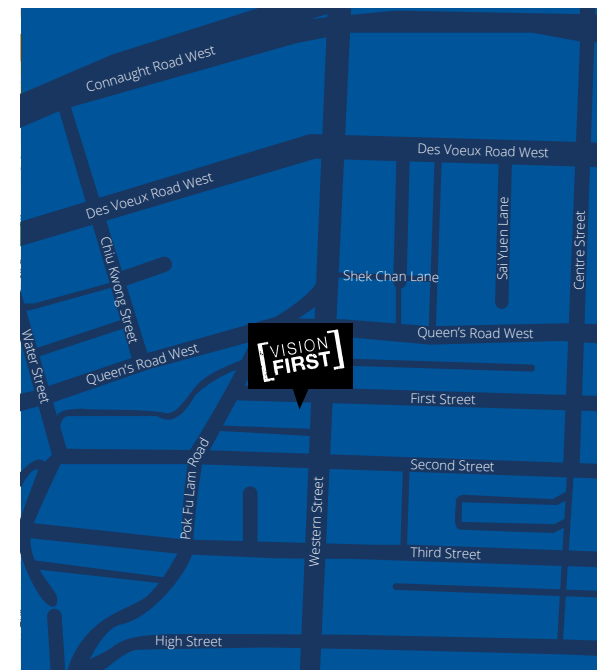 Connaught Road West
Des Voeux Road West
Des Voeux Road West
Sai Yuen Lane
Centre Street
Chiu Kwong Street
Shek Chan Lane
Water Street
Queen's Road West
Queen's Road West
[VISION
FIRST]
First Street
Pok Fu Lam Road
Second Street
Western Street
Third Street
High Street